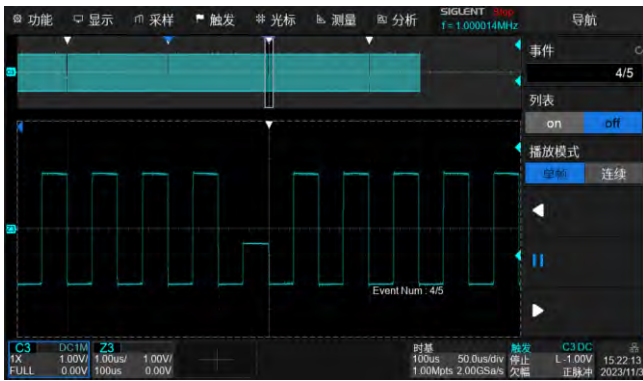 功能 显示 采样 触发 光标 测量 分析
SIGLENT Stop
f = 1.000014MHz
导航
事件
4/5
列表
on off
播放模式
单帧 连续
C3
Z3
Event Num : 4/5
C3 DC1M
1X 1.00V/
FULL 0.00V
Z3
1.00us/ 1.00V/
100us 0.00V
时基
100us 50.0us/div
1.00Mpts 2.00GSa/s
触发 C3 DC
停止 L -1.00V
欠幅 正脉冲
15:22:13